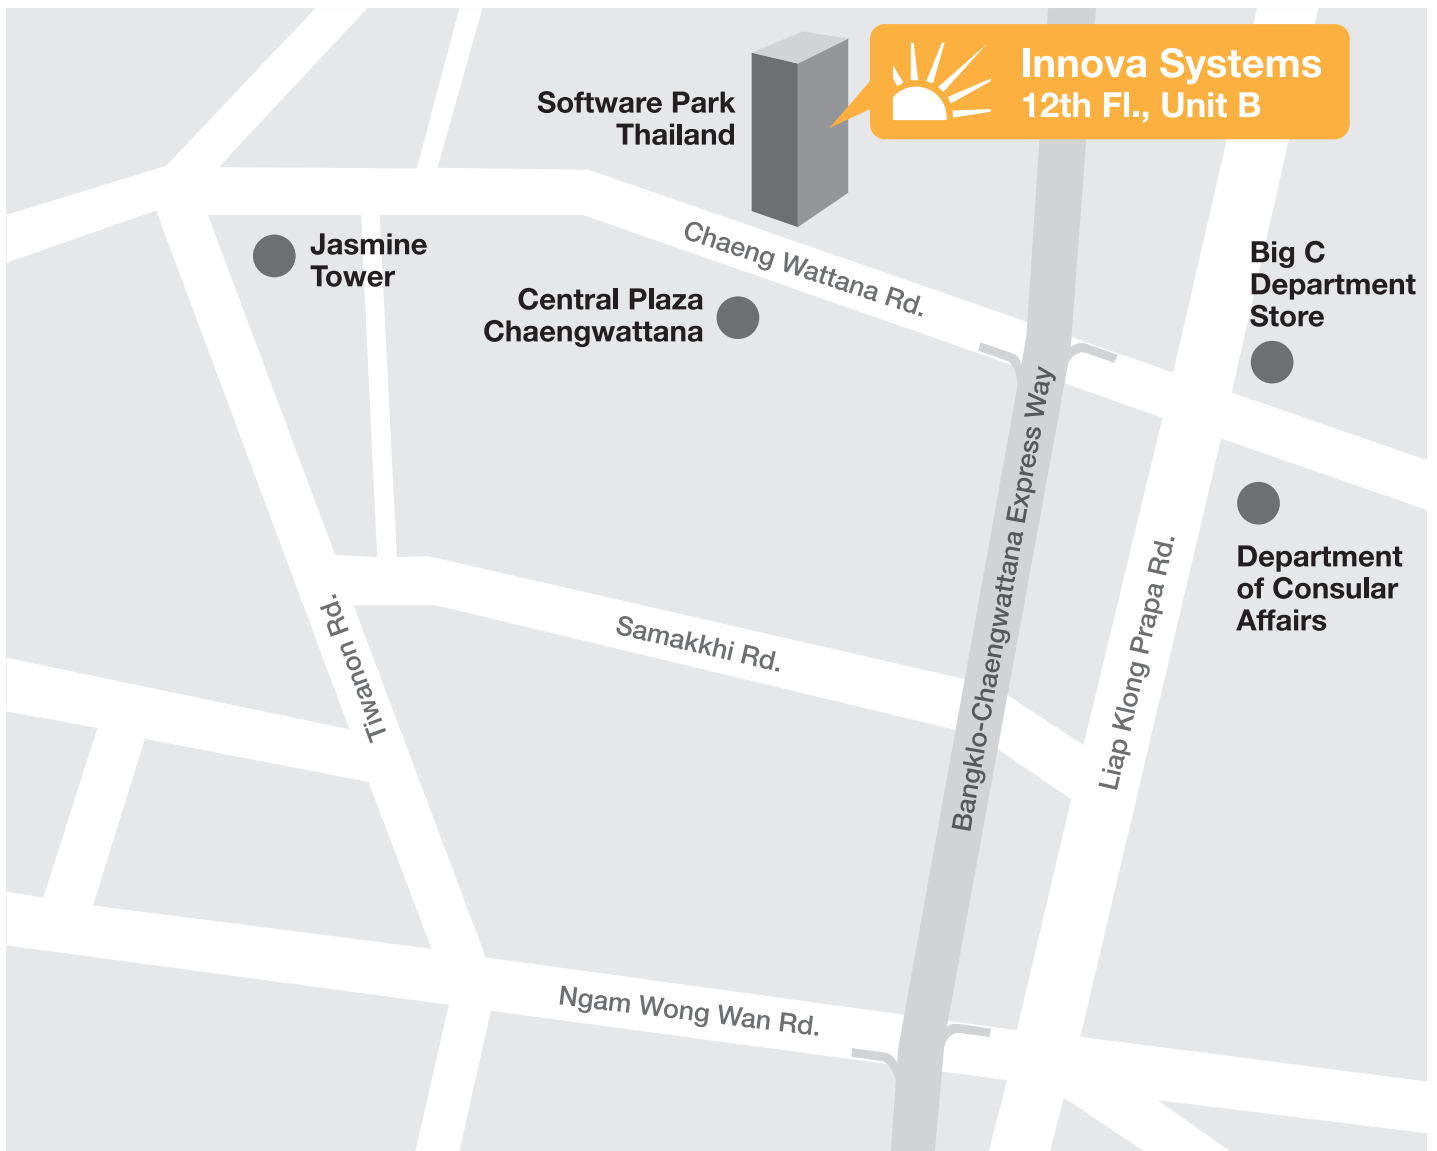 Innova Systems
12th Fl., Unit B
Software Park
Thailand
Jasmine
Tower
Chaeng Wattana Rd.
Central Plaza
Chaengwattana
Big C
Department
Store
Bangklo-Chaengwattana Express Way
Department
of Consular
Affairs
Liap Klong Prapa Rd.
Tiwanon Rd.
Samakkhi Rd.
Ngam Wong Wan Rd.